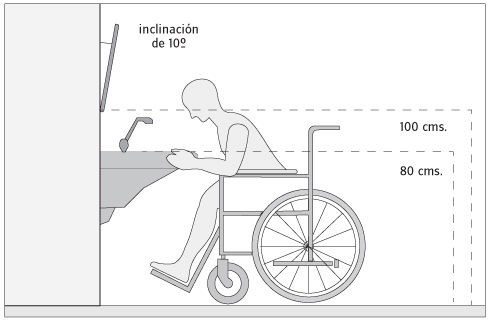 inclinación
de 10º
100 cms.
80 cms.